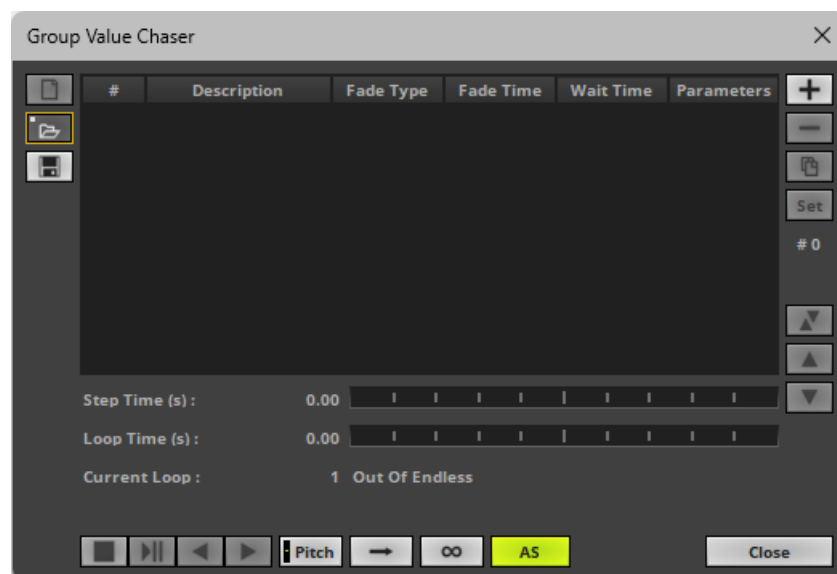 Group Value Chaser
# Description Fade Type Fade Time Wait Time Parameters
Set
# 0
Step Time (s) : 0.00
Loop Time (s) : 0.00
Current Loop : 1 Out Of Endless
Pitch ∞ AS Close